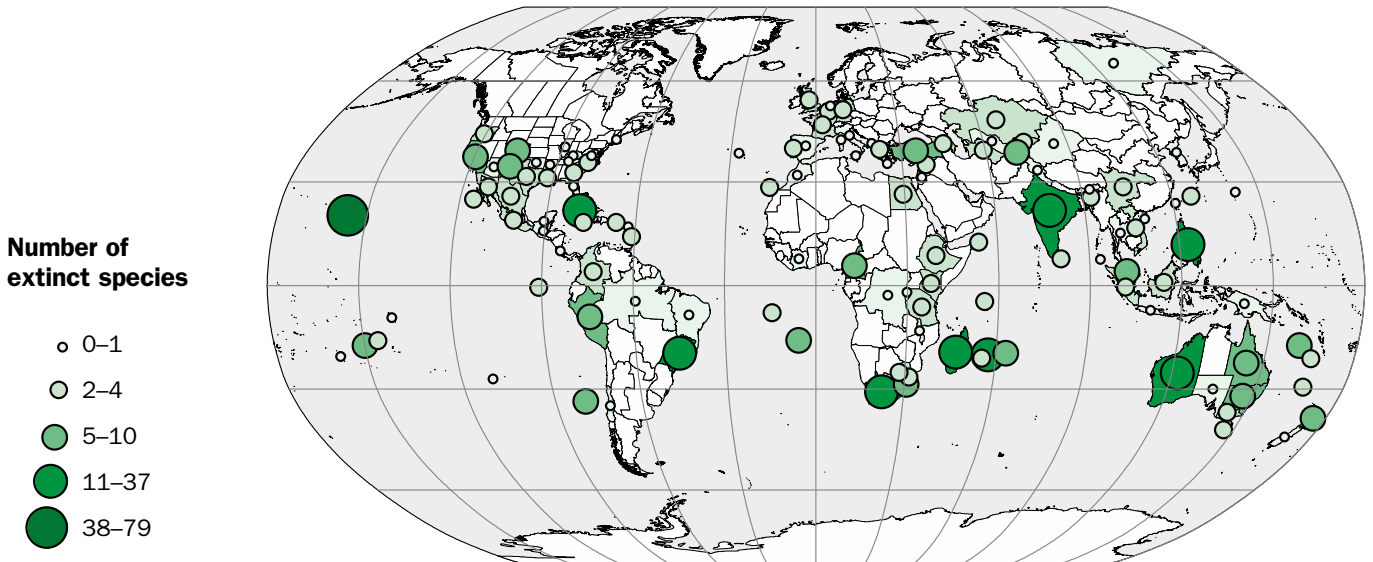 Number of
extinct species
0–1
2–4
5–10
11–37
38–79